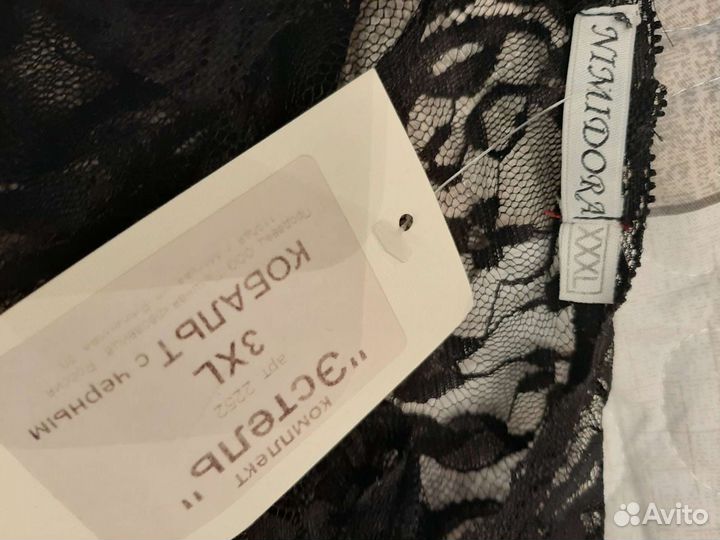 NIMIDORA
XXXL
комплект
"Эстель"
арт. 2252
3XL
КОБАЛЬТ с черным
Avito